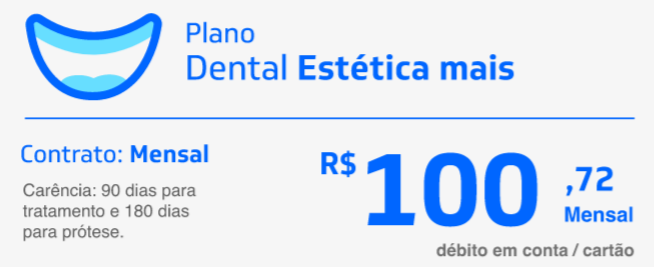 Plano
Dental Estética mais
Contrato: Mensal
Carência: 90 dias para
tratamento e 180 dias
para prótese.
R$ 100,72
Mensal
débito em conta / cartão